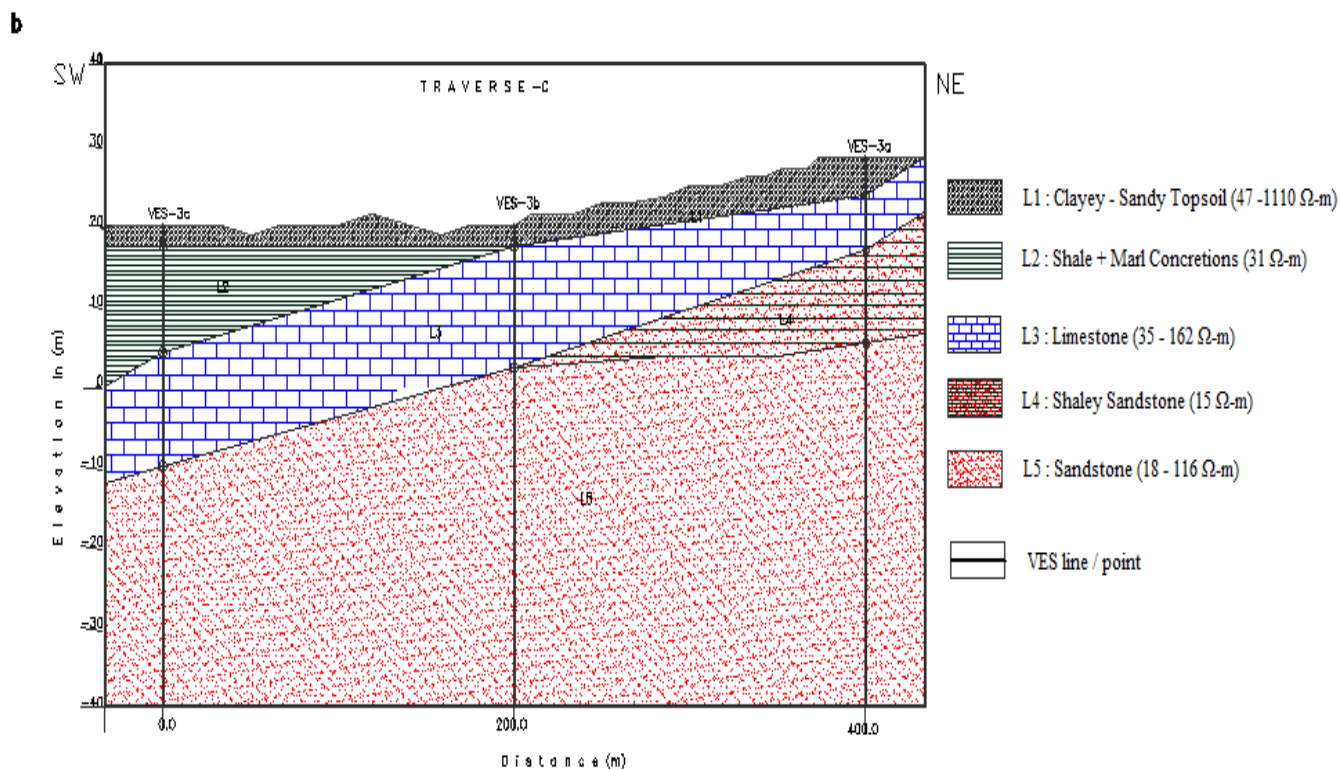 b
SW
TRAVERSE-C
NE
40
30
20
10
0
-10
-20
-30
-40
Elevation In (m)
VES-3c
VES-3b
VES-3a
L1
L2
L3
L4
L5
0.0
200.0
400.0
Distance (m)
L1 : Clayey - Sandy Topsoil (47 -1110 Ω-m)
L2 : Shale + Marl Concretions (31 Ω-m)
L3 : Limestone (35 - 162 Ω-m)
L4 : Shaley Sandstone (15 Ω-m)
L5 : Sandstone (18 - 116 Ω-m)
VES line / point